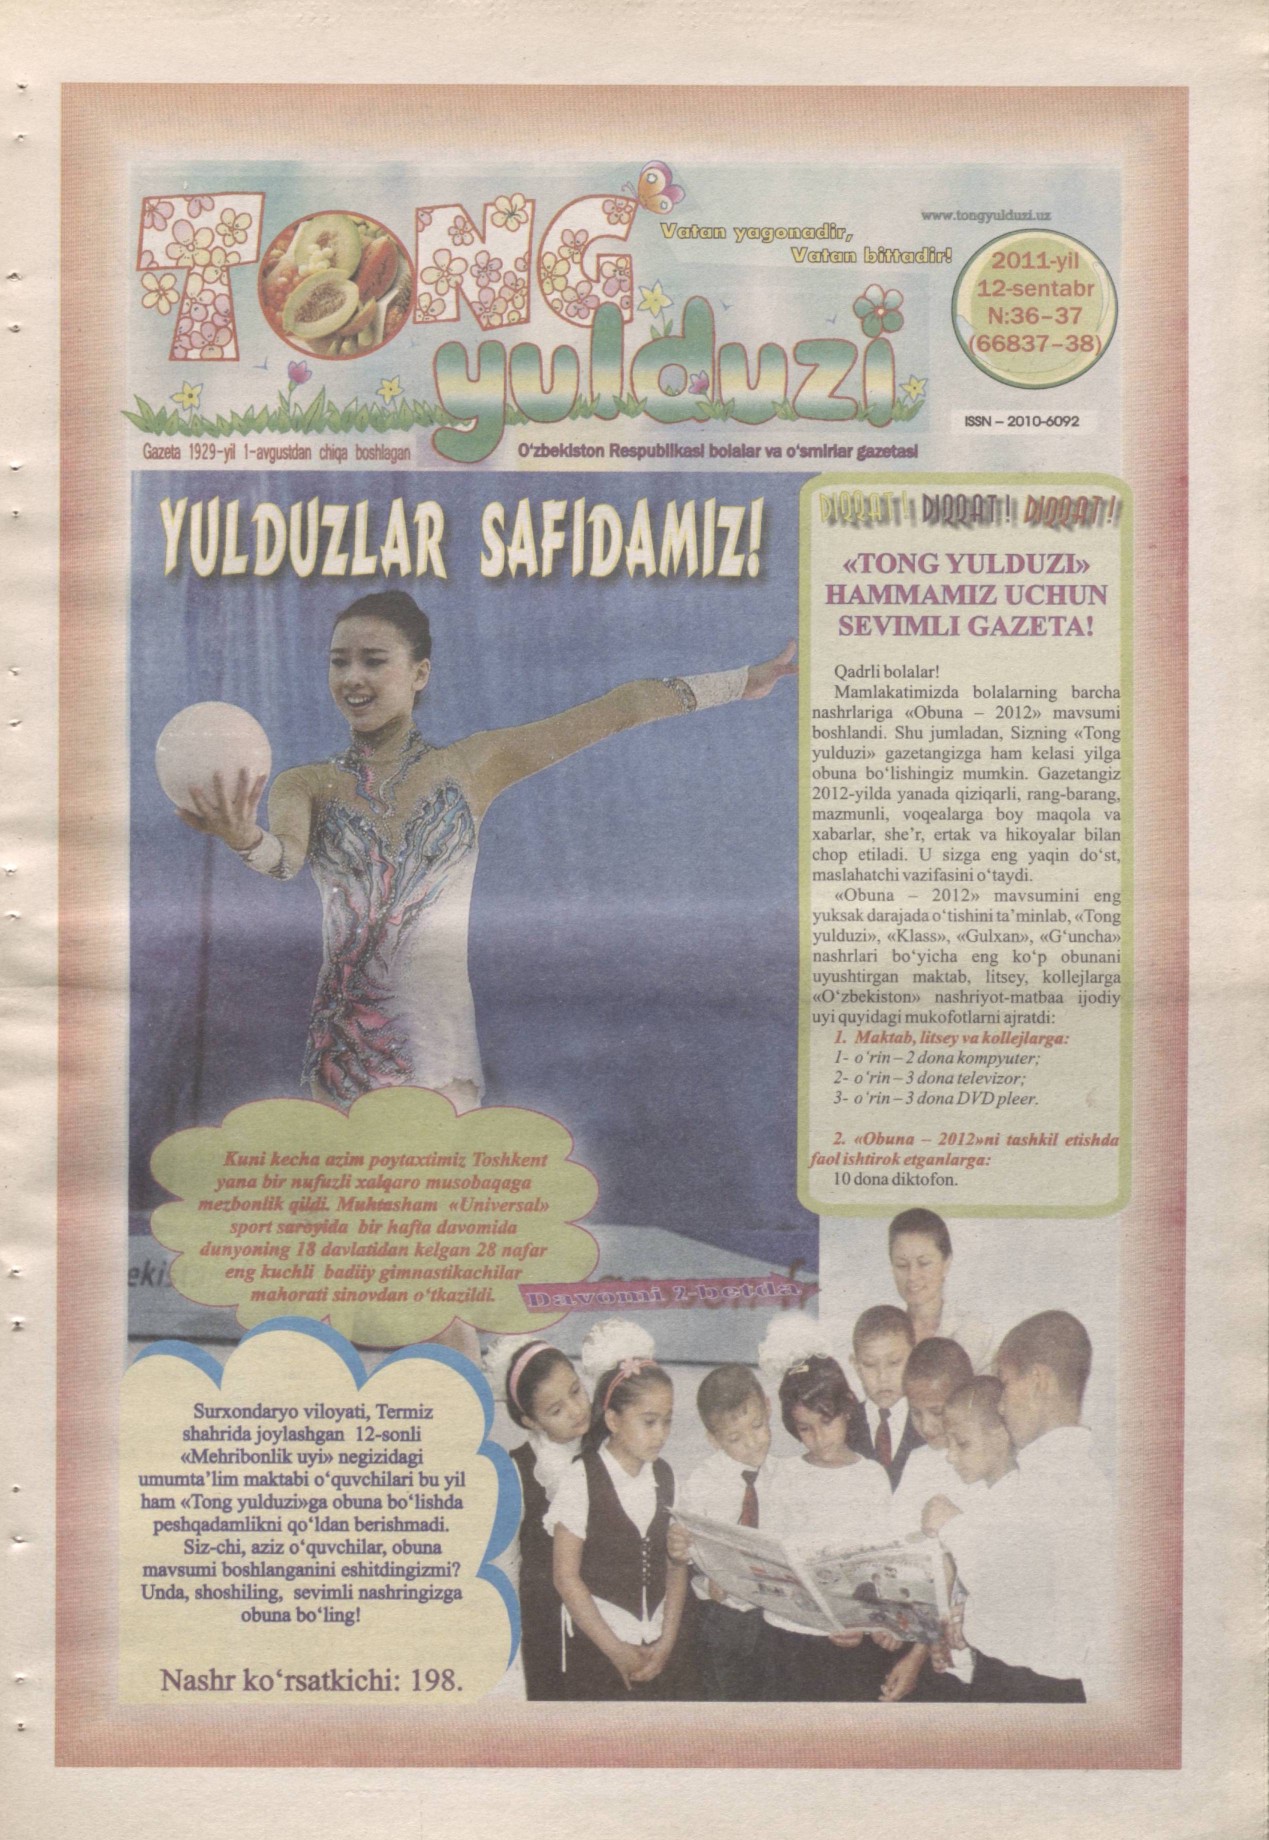 TONG
yulduzi
Vatan yagonadir,
Vatan bittadir!
www.tongyulduzi.uz
2011-yil
12-sentabr
N:36-37
(66837-38)
ISSN – 2010-6092
Gazeta 1929-yil 1-avgustdan chiqa boshlagan
O‘zbekiston Respublikasi bolalar va o‘smirlar gazetasi
YULDUZLAR SAFIDAMIZ!
Kuni kecha azim poytaxtimiz Toshkent
yana bir nufuzli xalqaro musobaqaga
mezbonlik qildi. Muhtasham «Universal»
sport saroyida bir hafta davomida
dunyoning 18 davlatidan kelgan 28 nafar
eng kuchli badiiy gimnastikachilar
mahorati sinovdan o‘tkazildi.
Davomi 2-betda
DIQQAT! DIQQAT! DIQQAT!
«TONG YULDUZI»
HAMMAMIZ UCHUN
SEVIMLI GAZETA!
Qadrli bolalar!
Mamlakatimizda bolalarning barcha
nashrlariga «Obuna – 2012» mavsumi
boshlandi. Shu jumladan, Sizning «Tong
yulduzi» gazetangizga ham kelasi yilga
obuna bo‘lishingiz mumkin. Gazetangiz
2012-yilda yanada qiziqarli, rang-barang,
mazmunli, voqealarga boy maqola va
xabarlar, she’r, ertak va hikoyalar bilan
chop etiladi. U sizga eng yaqin do‘st,
maslahatchi vazifasini o‘taydi.
«Obuna – 2012» mavsumini eng
yuksak darajada o‘tishini ta’minlab, «Tong
yulduzi», «Klass», «Gulxan», «G‘uncha»
nashrlari bo‘yicha eng ko‘p obunani
uyushtirgan maktab, litsey, kollejlarga
«O‘zbekiston» nashriyot-matbaa ijodiy
uyi quyidagi mukofotlarni ajratdi:
1. Maktab, litsey va kollejlarga:
1- o‘rin – 2 dona kompyuter;
2- o‘rin – 3 dona televizor;
3- o‘rin – 3 dona DVD pleer.
2. «Obuna – 2012»ni tashkil etishda
faol ishtirok etganlarga:
10 dona diktofon.
Surxondaryo viloyati, Termiz
shahrida joylashgan 12-sonli
«Mehribonlik uyi» negizidagi
umumta’lim maktabi o‘quvchilari bu yil
ham «Tong yulduzi»ga obuna bo‘lishda
peshqadamlikni qo‘ldan berishmadi.
Siz-chi, aziz o‘quvchilar, obuna
mavsumi boshlanganini eshitdingizmi?
Unda, shoshiling, sevimli nashringizga
obuna bo‘ling!
Nashr ko‘rsatkichi: 198.